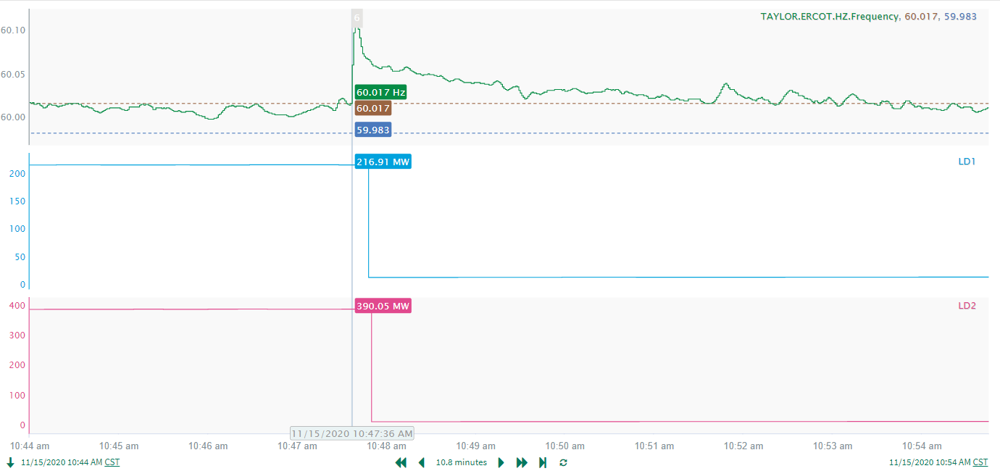 6
TAYLOR.ERCOT.HZ.Frequency, 60.017, 59.983
60.10
60.05
60.00
60.017 Hz
60.017
59.983
216.91 MW
LD1
200
150
100
50
0
390.05 MW
LD2
400
300
200
100
0
11/15/2020 10:47:36 AM
10:44 am 10:45 am 10:46 am 10:47 am 10:48 am 10:49 am 10:50 am 10:51 am 10:52 am 10:53 am 10:54 am
11/15/2020 10:44 AM CST 10.8 minutes 11/15/2020 10:54 AM CST